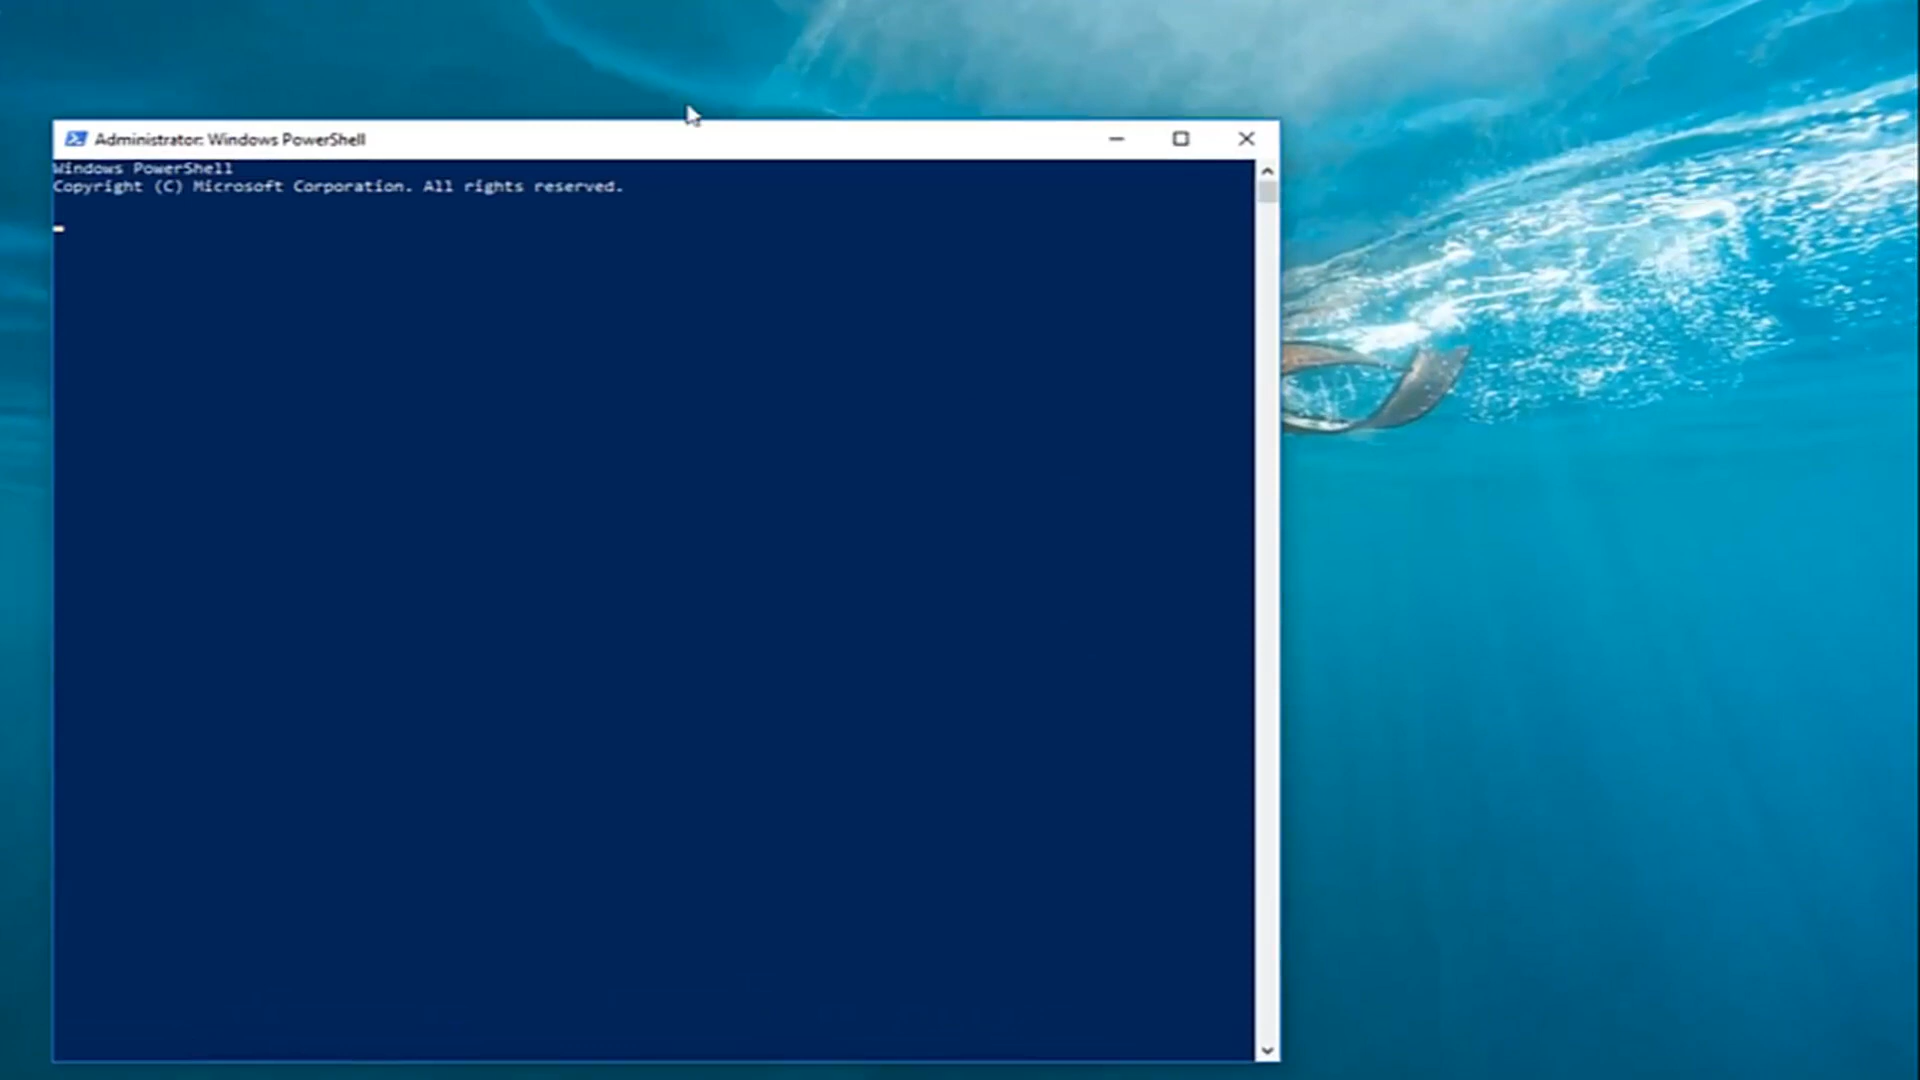 Administrator: Windows PowerShell
Windows PowerShell
Copyright (C) Microsoft Corporation. All rights reserved.